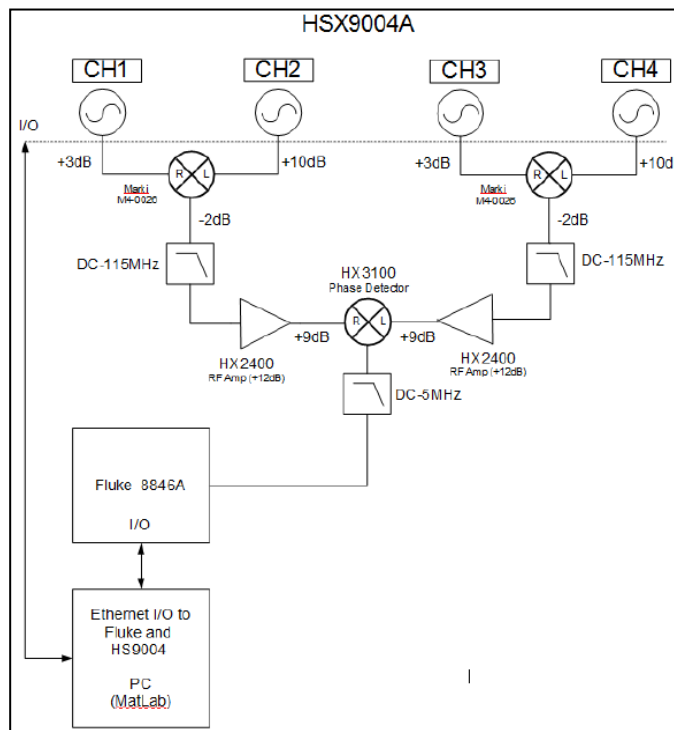 HSX9004A
CH1
CH2
CH3
CH4
I/O
+3dB
R
L
+10dB
+3dB
R
L
+10d
Marki
M4-0026
Marki
M4-0026
-2dB
-2dB
DC-115MHz
DC-115MHz
HX3100
Phase Detector
R
L
+9dB
+9dB
HX2400
RF Amp (+12dB)
HX2400
RF Amp (+12dB)
DC-5MHz
Fluke 8846A
I/O
Ethernet I/O to
Fluke and
HS9004
PC
(MatLab)